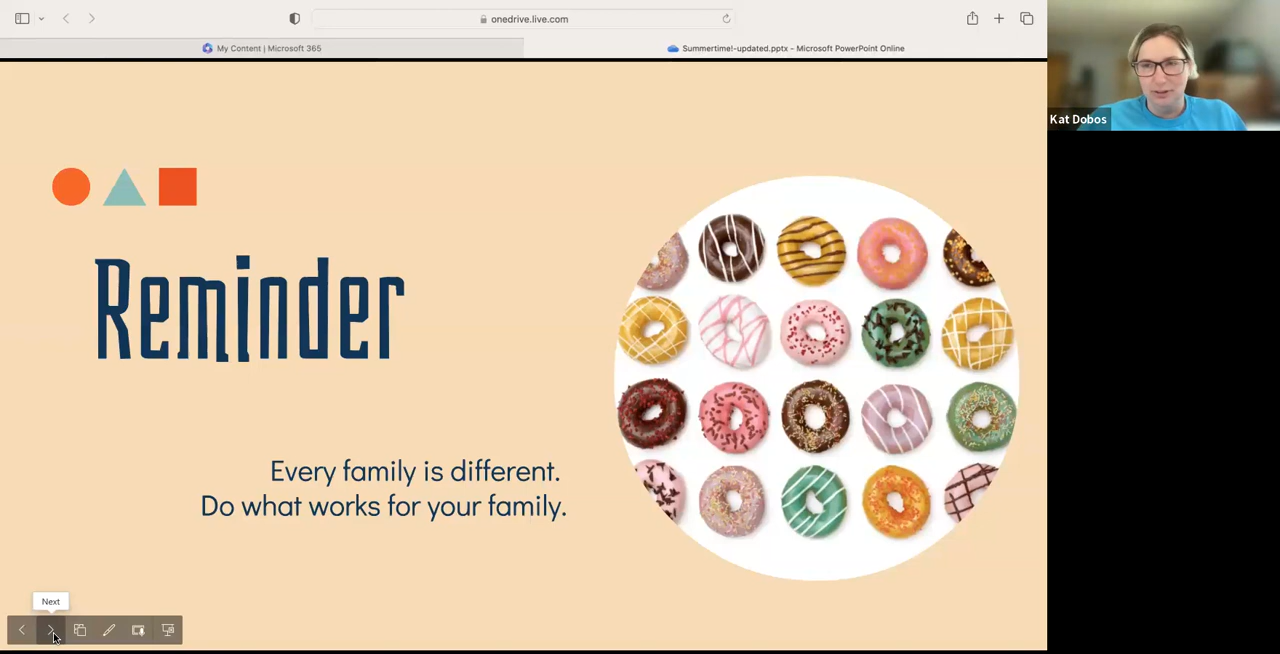 onedrive.live.com
My Content | Microsoft 365
Summertime!-updated.pptx - Microsoft PowerPoint Online
Kat Dobos
Reminder
Every family is different.
Do what works for your family.
Next